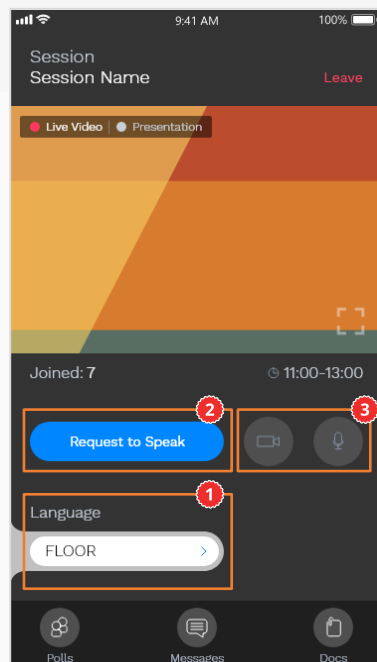 9:41 AM
100%
Session
Session Name
Leave
Live Video | Presentation
Joined: 7
11:00-13:00
2
3
Request to Speak
1
Language
FLOOR
Polls
Messages
Docs